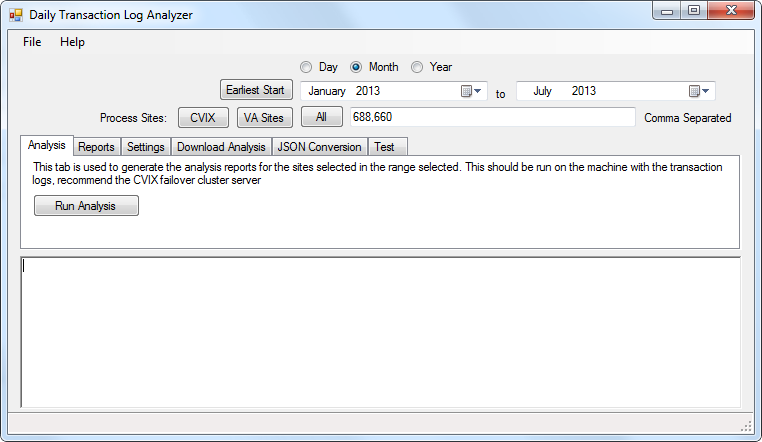 Daily Transaction Log Analyzer
File Help
Day Month Year
Earliest Start January 2013 to July 2013
Process Sites: CVIX VA Sites All 688,660 Comma Separated
Analysis Reports Settings Download Analysis JSON Conversion Test
This tab is used to generate the analysis reports for the sites selected in the range selected. This should be run on the machine with the transaction
logs, recommend the CVIX failover cluster server
Run Analysis